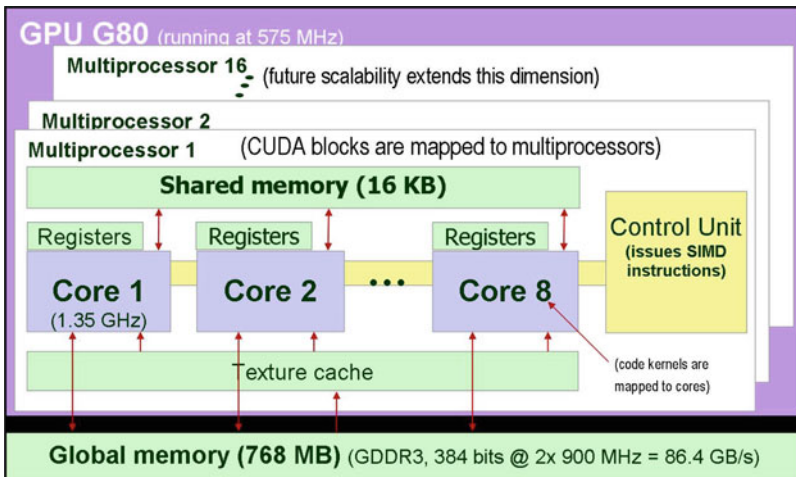 GPU G80 (running at 575 MHz)
Multiprocessor 16
(future scalability extends this dimension)
Multiprocessor 2
Multiprocessor 1
(CUDA blocks are mapped to multiprocessors)
Shared memory (16 KB)
Registers
Registers
Registers
Control Unit
(issues SIMD
instructions)
Core 1
(1.35 GHz)
Core 2
...
Core 8
Texture cache
(code kernels are
mapped to cores)
Global memory (768 MB) (GDDR3, 384 bits @ 2x 900 MHz = 86.4 GB/s)